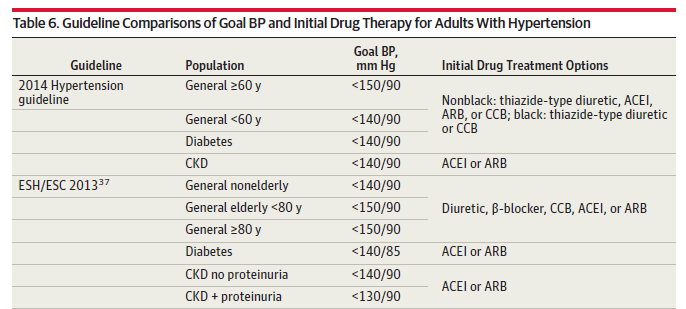 Table 6. Guideline Comparisons of Goal BP and Initial Drug Therapy for Adults With Hypertension
Guideline Population Goal BP, mm Hg Initial Drug Treatment Options
2014 Hypertension guideline General ≥60 y <150/90 Nonblack: thiazide-type diuretic, ACEI, ARB, or CCB; black: thiazide-type diuretic or CCB
General <60 y <140/90
Diabetes <140/90
CKD <140/90 ACEI or ARB
ESH/ESC 2013³⁷ General nonelderly <140/90 Diuretic, β-blocker, CCB, ACEI, or ARB
General elderly <80 y <150/90
General ≥80 y <150/90
Diabetes <140/85 ACEI or ARB
CKD no proteinuria <140/90 ACEI or ARB
CKD + proteinuria <130/90